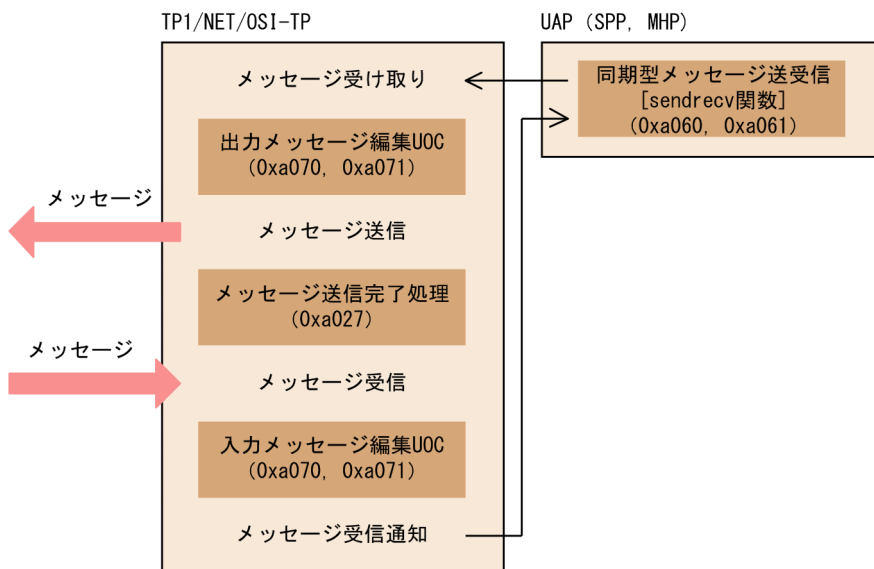 TP1/NET/OSI-TP
UAP (SPP, MHP)
メッセージ受け取り
同期型メッセージ送受信
[sendrecv関数]
(0xa060, 0xa061)
出力メッセージ編集UOC
(0xa070, 0xa071)
メッセージ
メッセージ送信
メッセージ送信完了処理
(0xa027)
メッセージ
メッセージ受信
入力メッセージ編集UOC
(0xa070, 0xa071)
メッセージ受信通知